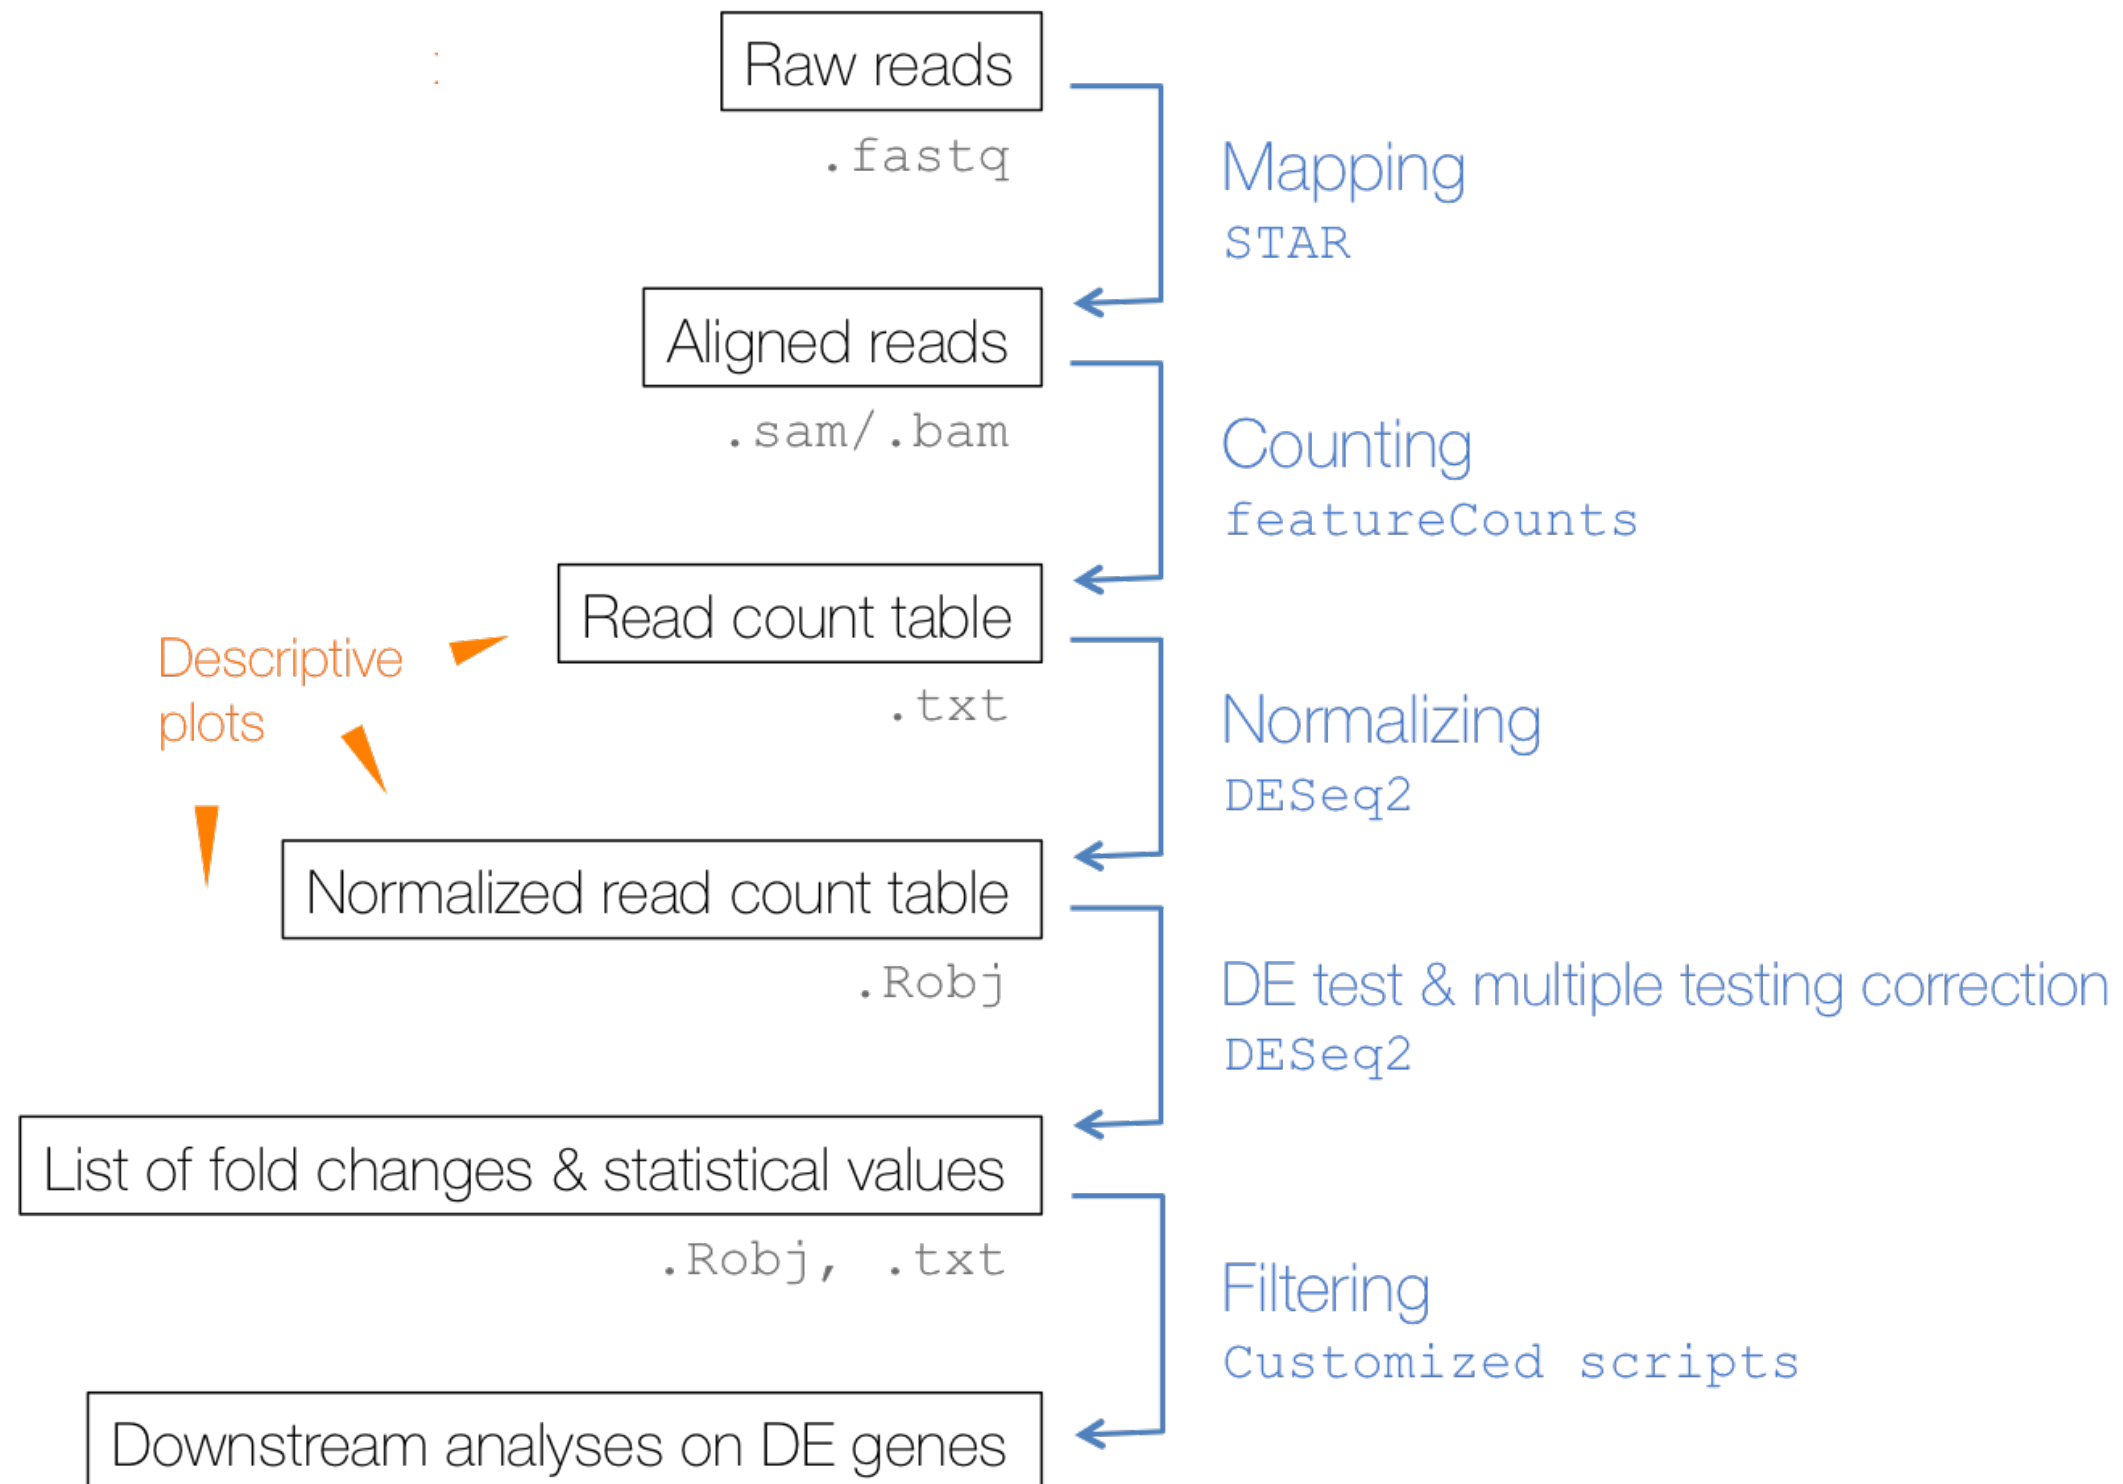 Raw reads
.fastq
Mapping
STAR
Aligned reads
.sam/.bam
Counting
featureCounts
Read count table
.txt
Descriptive
plots
Normalizing
DESeq2
Normalized read count table
.Robj
DE test & multiple testing correction
DESeq2
List of fold changes & statistical values
.Robj, .txt
Filtering
Customized scripts
Downstream analyses on DE genes